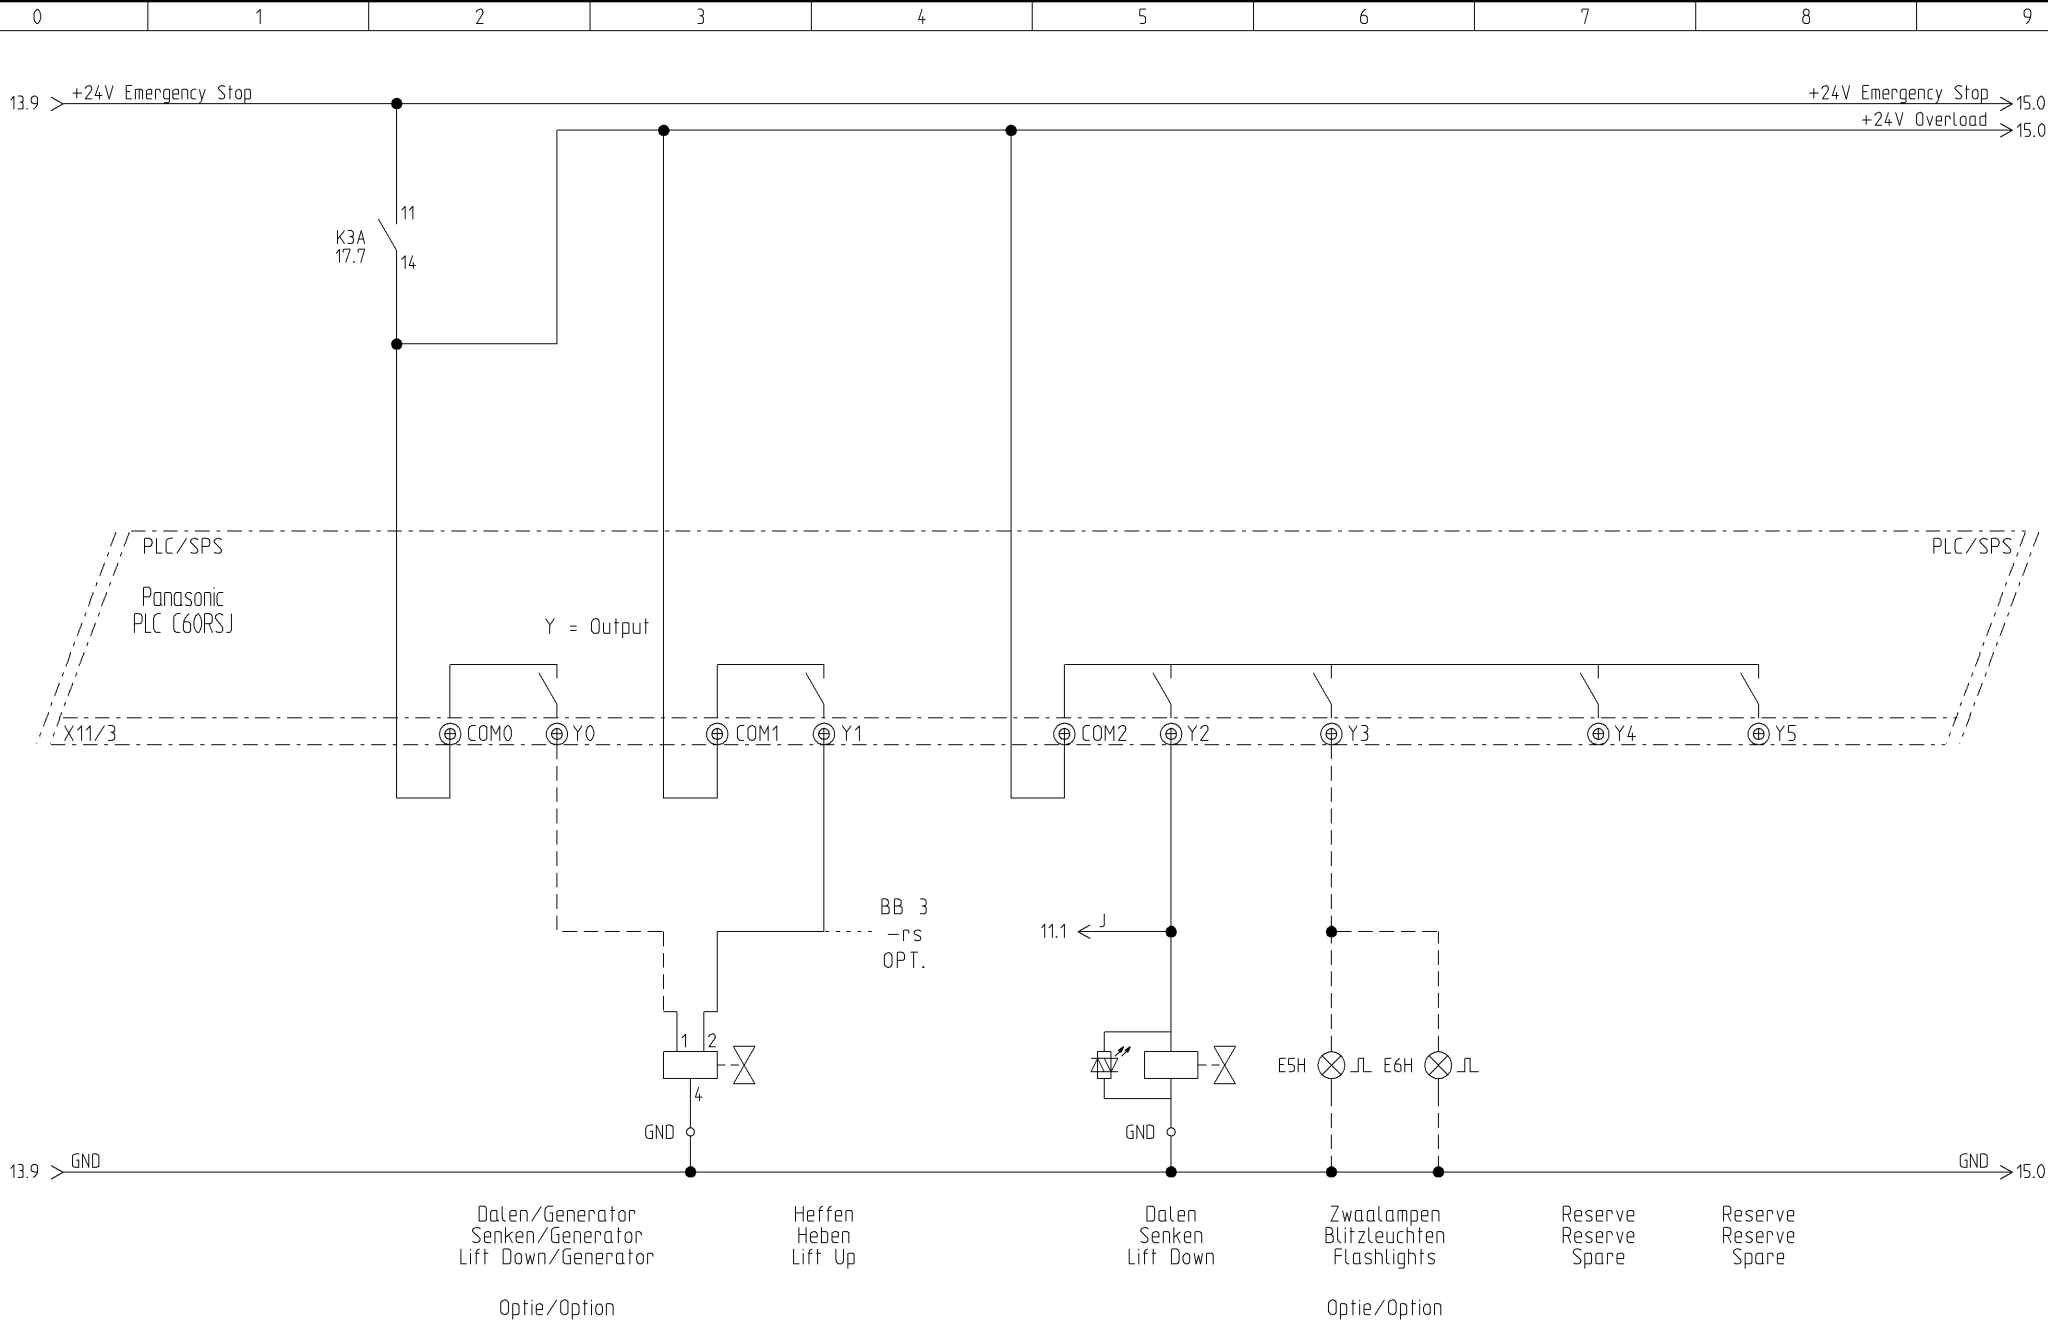 0 1 2 3 4 5 6 7 8 9
13.9 +24V Emergency Stop +24V Emergency Stop 15.0
+24V Overload 15.0
11
K3A
17.7
14
PLC/SPS PLC/SPS
Panasonic
PLC C60RSJ
Y = Output
X11/3 COM0 Y0 COM1 Y1 COM2 Y2 Y3 Y4 Y5
BB 3
-rs
OPT.
11.1 J
1 2
E5H E6H
4
GND GND
13.9 GND GND 15.0
Dalen/Generator
Senken/Generator
Lift Down/Generator
Optie/Option
Heffen
Heben
Lift Up
Dalen
Senken
Lift Down
Zwaalampen
Blitzleuchten
Flashlights
Optie/Option
Reserve
Reserve
Spare
Reserve
Reserve
Spare